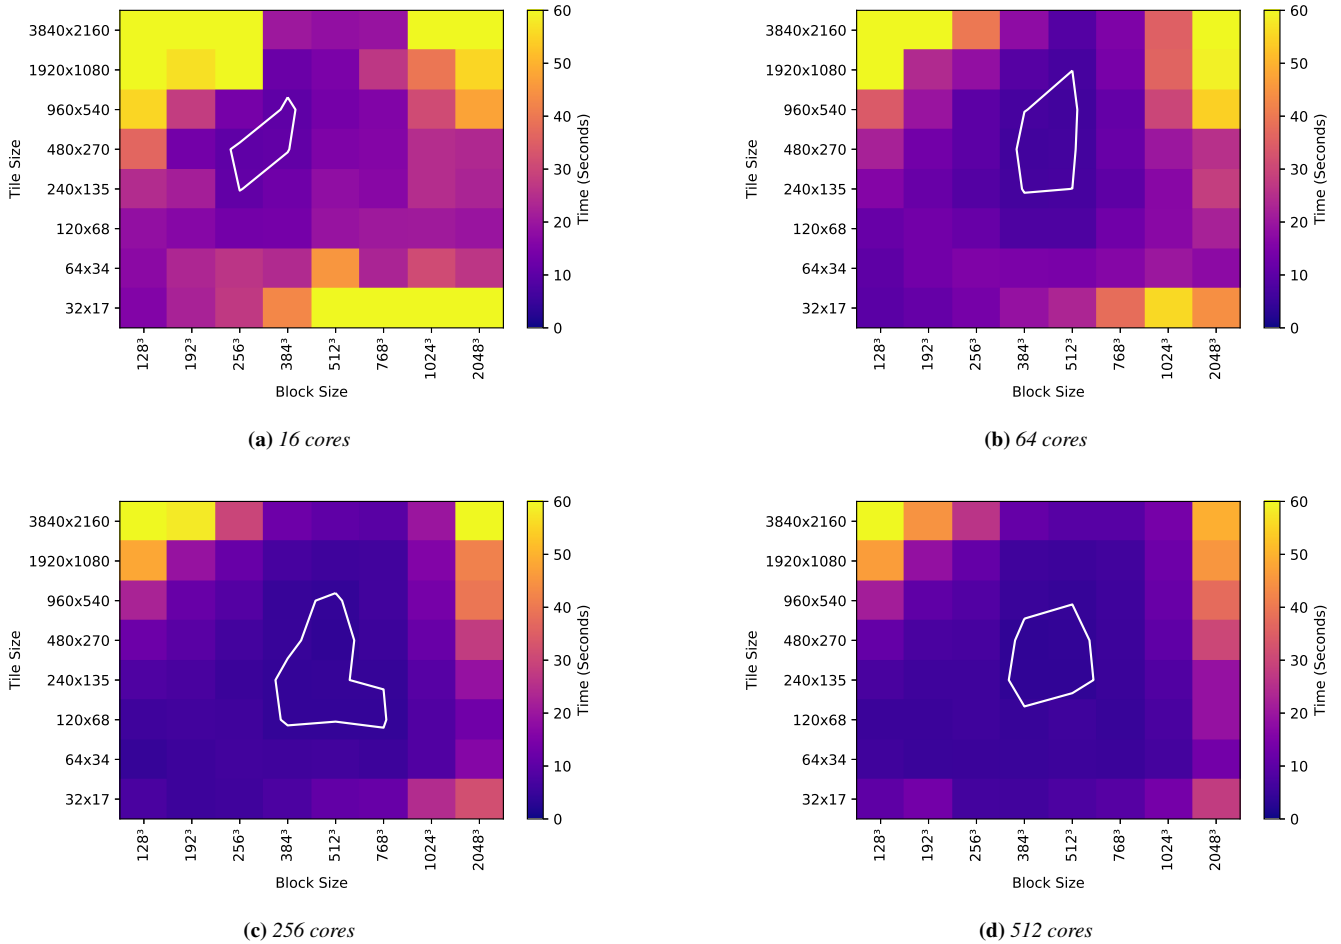 3840x2160
1920x1080
960x540
480x270
240x135
120x68
64x34
32x17
Tile Size
128³
192³
256³
384³
512³
768³
1024³
2048³
Block Size
60
50
40
30
20
10
0
Time (Seconds)
(a) 16 cores
3840x2160
1920x1080
960x540
480x270
240x135
120x68
64x34
32x17
Tile Size
128³
192³
256³
384³
512³
768³
1024³
2048³
Block Size
60
50
40
30
20
10
0
Time (Seconds)
(b) 64 cores
3840x2160
1920x1080
960x540
480x270
240x135
120x68
64x34
32x17
Tile Size
128³
192³
256³
384³
512³
768³
1024³
2048³
Block Size
60
50
40
30
20
10
0
Time (Seconds)
(c) 256 cores
3840x2160
1920x1080
960x540
480x270
240x135
120x68
64x34
32x17
Tile Size
128³
192³
256³
384³
512³
768³
1024³
2048³
Block Size
60
50
40
30
20
10
0
Time (Seconds)
(d) 512 cores